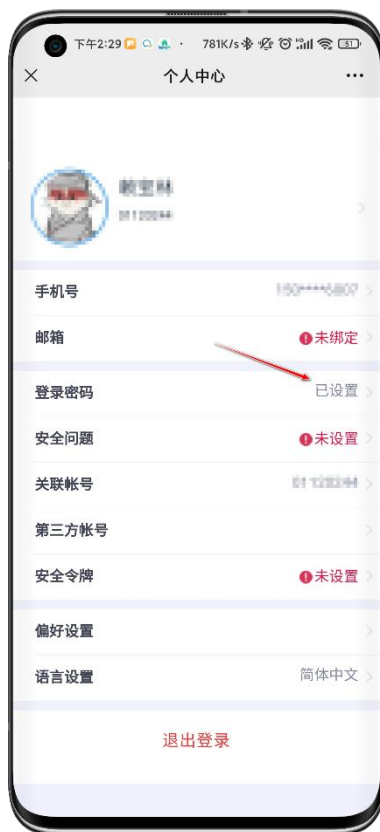 下午2:29 781K/s 51
个人中心
手机号
邮箱 未绑定
登录密码 已设置
安全问题 未设置
关联帐号
第三方帐号
安全令牌 未设置
偏好设置
语言设置 简体中文
退出登录